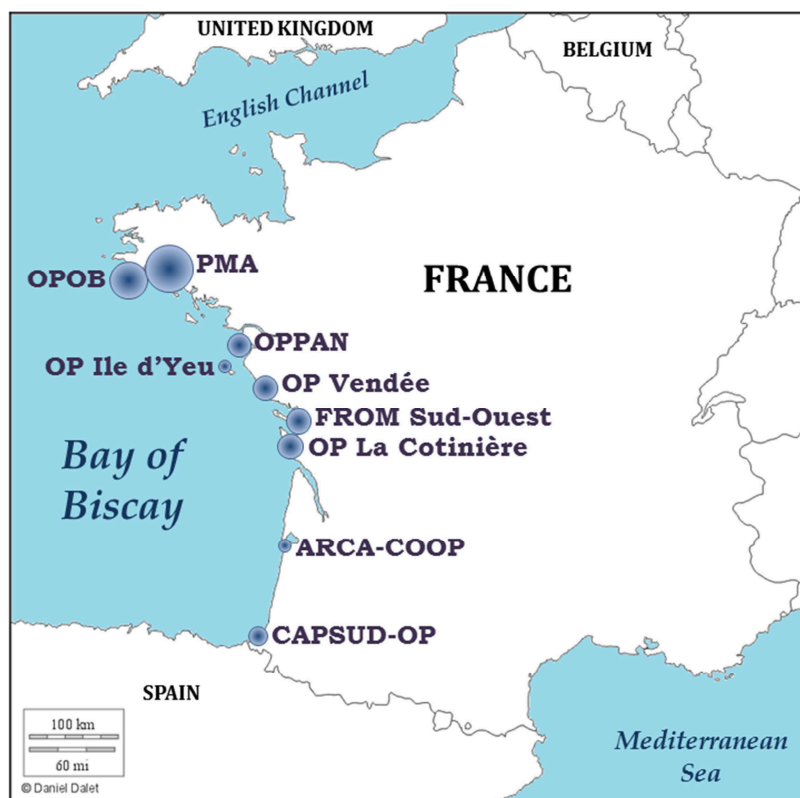 UNITED KINGDOM
BELGIUM
English Channel
PMA
OPOB
FRANCE
OPPAN
OP Ile d'Yeu
OP Vendée
FROM Sud-Ouest
OP La Cotinière
Bay of
Biscay
ARCA-COOP
CAPSUD-OP
SPAIN
100 km
60 mi
Mediterranean
Sea
© Daniel Dalet